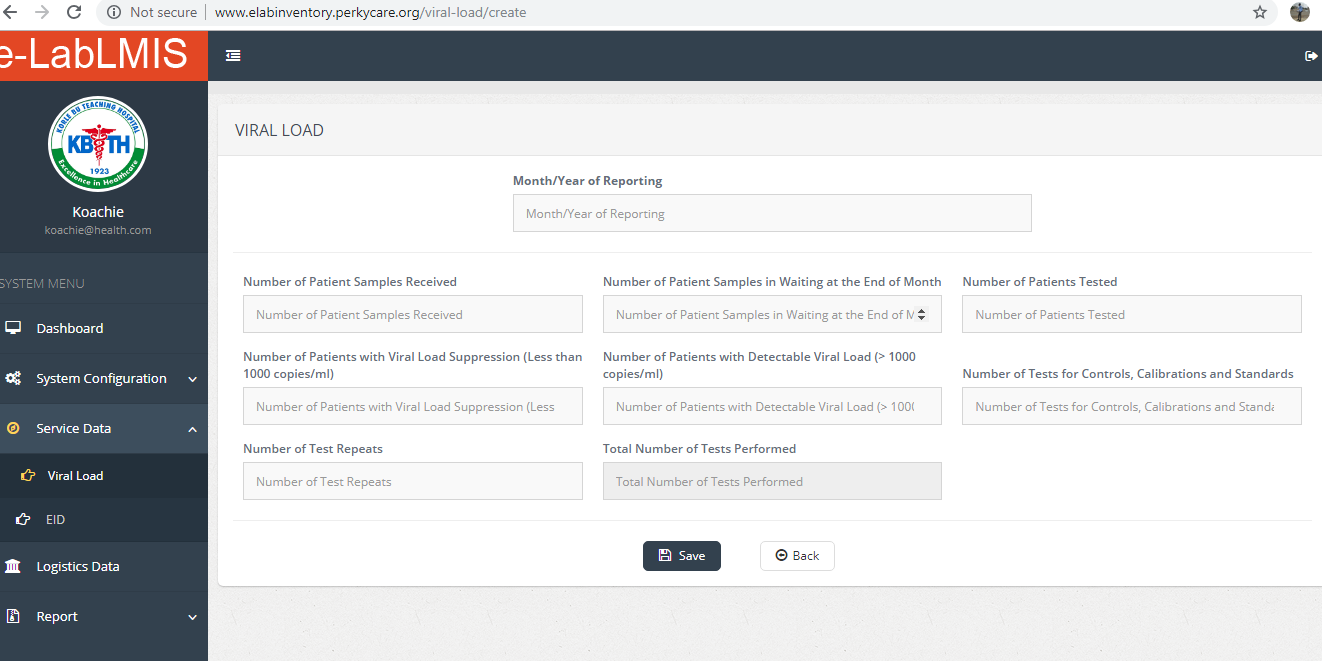 Not secure | www.elabinventory.perkycare.org/viral-load/create
e-LabLMIS
KORLE BU TEACHING HOSPITAL
KBTH
1923
Excellence in Healthcare
Koachie
koachie@health.com
SYSTEM MENU
Dashboard
System Configuration
Service Data
Viral Load
EID
Logistics Data
Report
VIRAL LOAD
Month/Year of Reporting
Month/Year of Reporting
Number of Patient Samples Received
Number of Patient Samples Received
Number of Patient Samples in Waiting at the End of Month
Number of Patient Samples in Waiting at the End of M
Number of Patients Tested
Number of Patients Tested
Number of Patients with Viral Load Suppression (Less than
1000 copies/ml)
Number of Patients with Viral Load Suppression (Less
Number of Patients with Detectable Viral Load (> 1000
copies/ml)
Number of Patients with Detectable Viral Load (> 100(
Number of Tests for Controls, Calibrations and Standards
Number of Tests for Controls, Calibrations and Standa
Number of Test Repeats
Number of Test Repeats
Total Number of Tests Performed
Total Number of Tests Performed
Save
Back